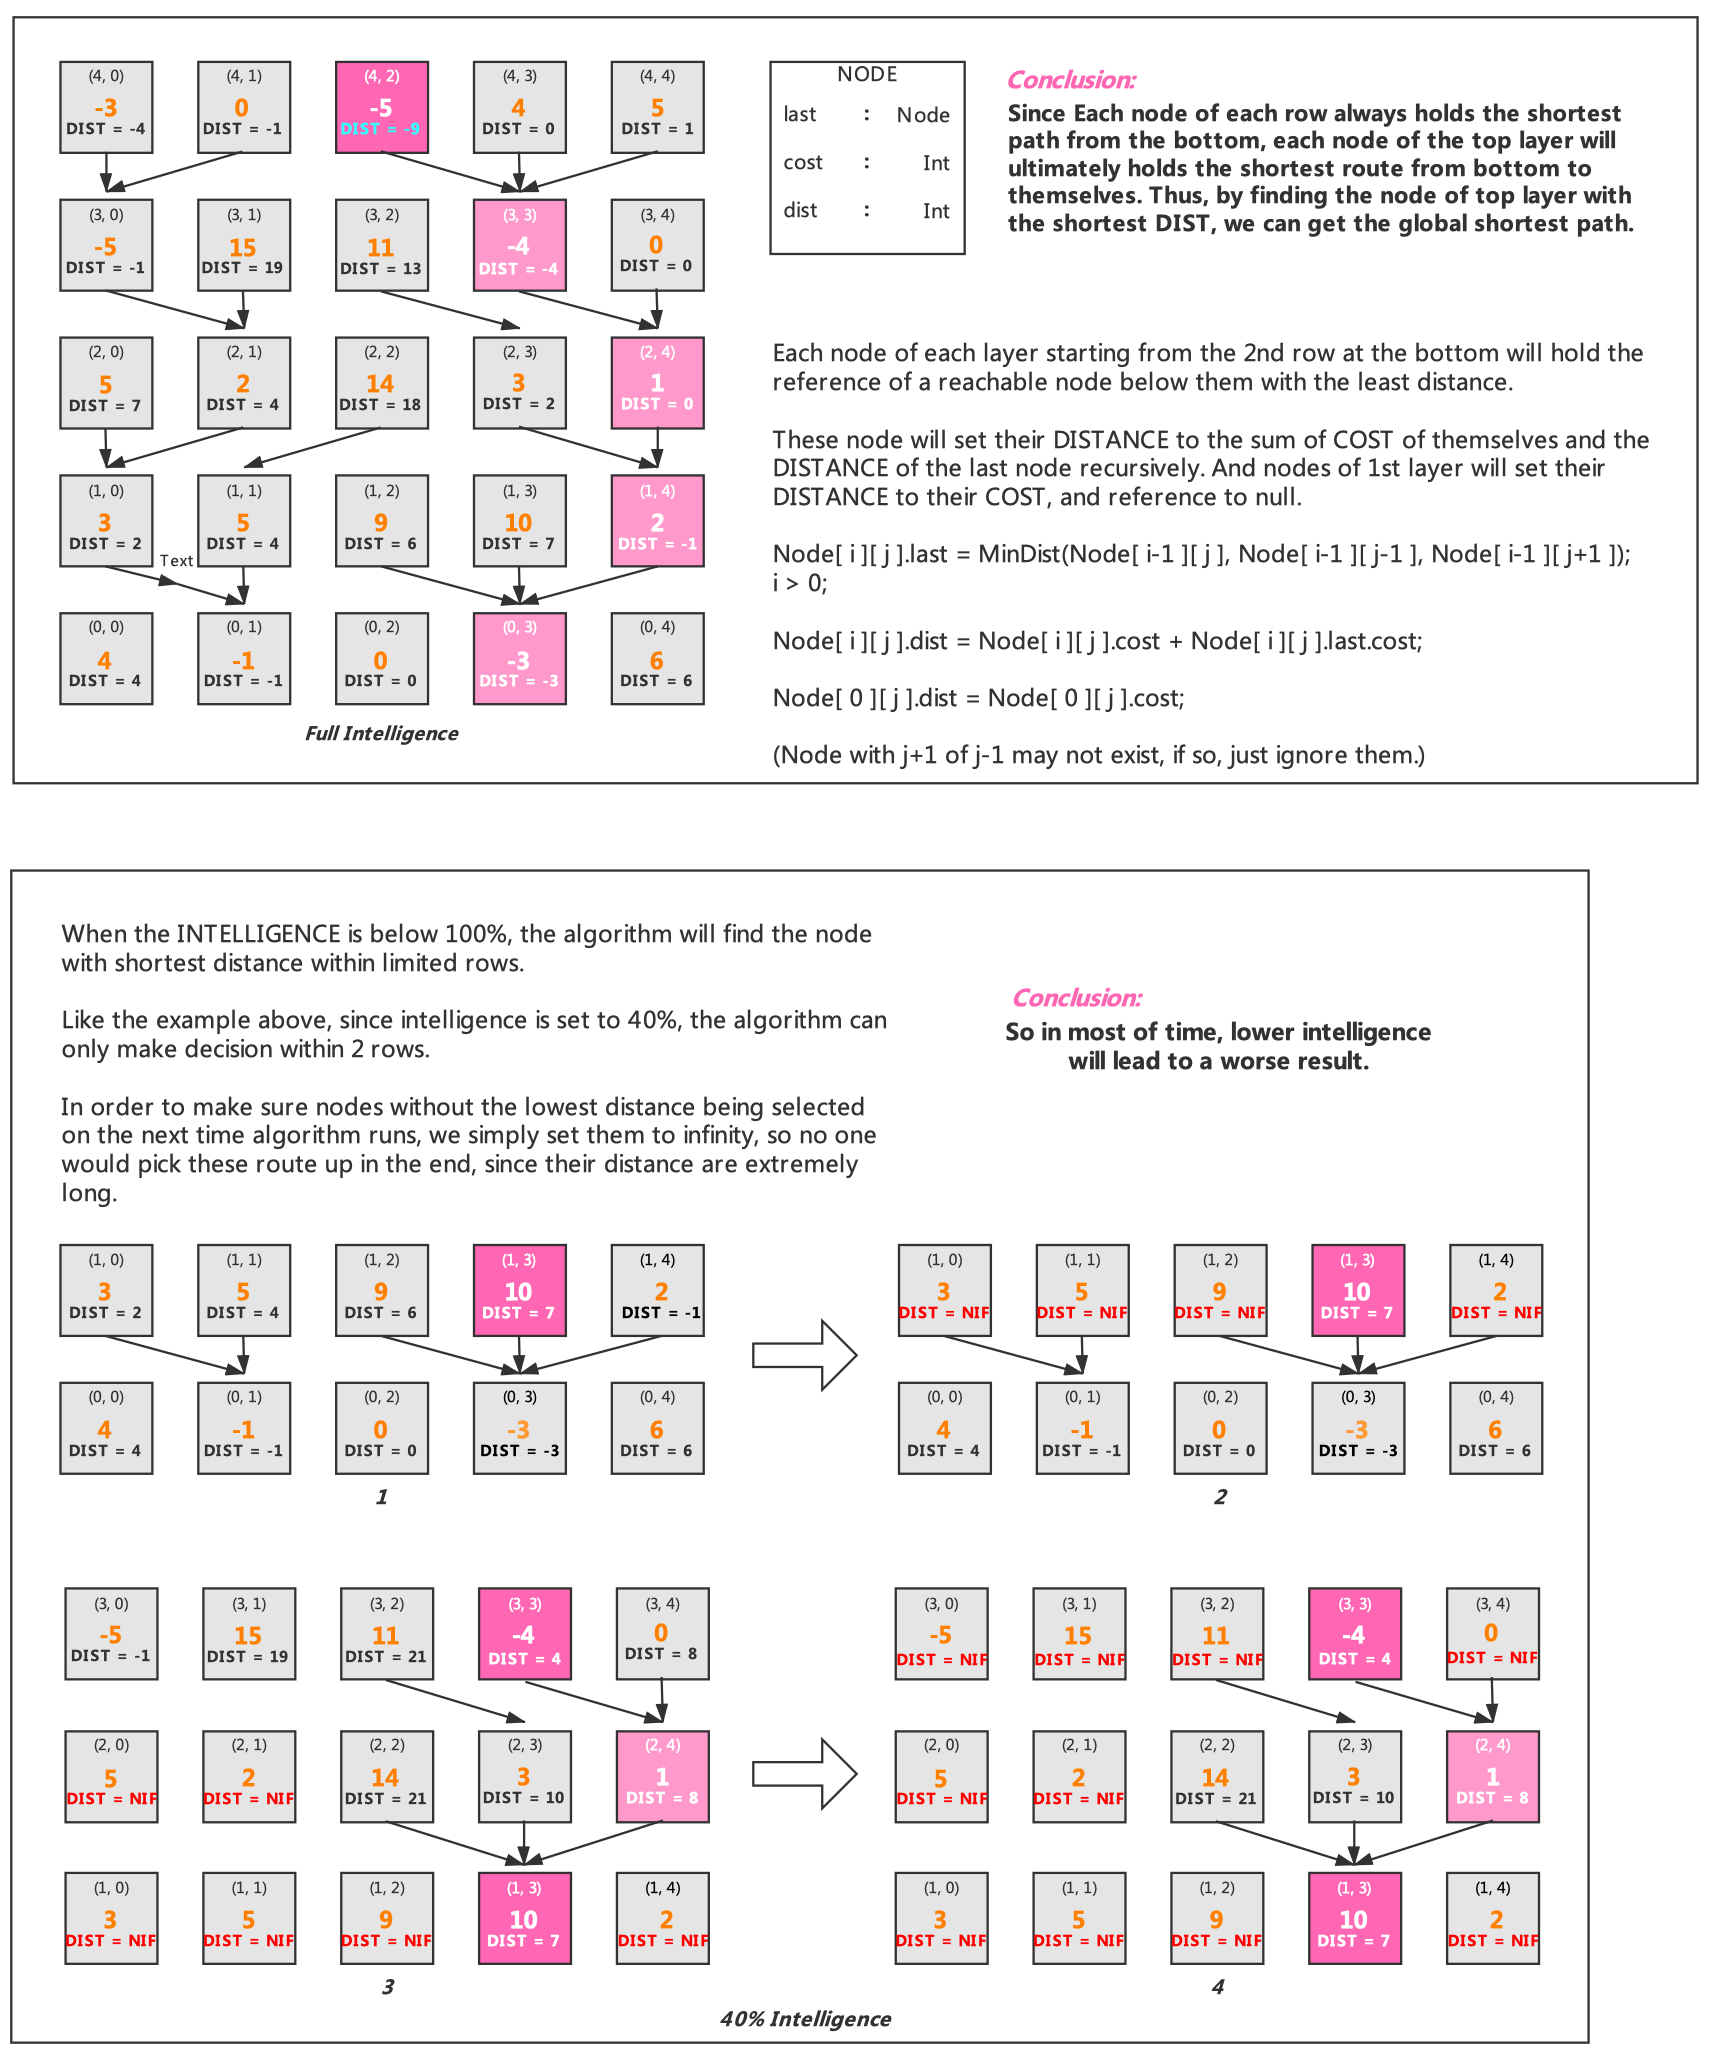 (4, 0) (4, 1) (4, 2) (4, 3) (4, 4)
-3 0 -5 4 5
DIST = -4 DIST = -1 DIST = -9 DIST = 0 DIST = 1
(3, 0) (3, 1) (3, 2) (3, 3) (3, 4)
-5 15 11 -4 0
DIST = -1 DIST = 19 DIST = 13 DIST = -4 DIST = 0
(2, 0) (2, 1) (2, 2) (2, 3) (2, 4)
5 2 14 3 1
DIST = 7 DIST = 4 DIST = 18 DIST = 2 DIST = 0
(1, 0) (1, 1) (1, 2) (1, 3) (1, 4)
3 5 9 10 2
DIST = 2 DIST = 4 DIST = 6 DIST = 7 DIST = -1
Text
(0, 0) (0, 1) (0, 2) (0, 3) (0, 4)
4 -1 0 -3 6
DIST = 4 DIST = -1 DIST = 0 DIST = -3 DIST = 6
Full Intelligence
NODE
last : Node
cost : Int
dist : Int
Conclusion:
Since Each node of each row always holds the shortest
path from the bottom, each node of the top layer will
ultimately holds the shortest route from bottom to
themselves. Thus, by finding the node of top layer with
the shortest DIST, we can get the global shortest path.
Each node of each layer starting from the 2nd row at the bottom will hold the
reference of a reachable node below them with the least distance.
These node will set their DISTANCE to the sum of COST of themselves and the
DISTANCE of the last node recursively. And nodes of 1st layer will set their
DISTANCE to their COST, and reference to null.
Node[ i ][ j ].last = MinDist(Node[ i-1 ][ j ], Node[ i-1 ][ j-1 ], Node[ i-1 ][ j+1 ]);
i > 0;
Node[ i ][ j ].dist = Node[ i ][ j ].cost + Node[ i ][ j ].last.cost;
Node[ 0 ][ j ].dist = Node[ 0 ][ j ].cost;
(Node with j+1 of j-1 may not exist, if so, just ignore them.)
When the INTELLIGENCE is below 100%, the algorithm will find the node
with shortest distance within limited rows.
Like the example above, since intelligence is set to 40%, the algorithm can
only make decision within 2 rows.
In order to make sure nodes without the lowest distance being selected
on the next time algorithm runs, we simply set them to infinity, so no one
would pick these route up in the end, since their distance are extremely
long.
Conclusion:
So in most of time, lower intelligence
will lead to a worse result.
(1, 0) (1, 1) (1, 2) (1, 3) (1, 4)
3 5 9 10 2
DIST = 2 DIST = 4 DIST = 6 DIST = 7 DIST = -1
(0, 0) (0, 1) (0, 2) (0, 3) (0, 4)
4 -1 0 -3 6
DIST = 4 DIST = -1 DIST = 0 DIST = -3 DIST = 6
1
(1, 0) (1, 1) (1, 2) (1, 3) (1, 4)
3 5 9 10 2
DIST = NIF DIST = NIF DIST = NIF DIST = 7 DIST = NIF
(0, 0) (0, 1) (0, 2) (0, 3) (0, 4)
4 -1 0 -3 6
DIST = 4 DIST = -1 DIST = 0 DIST = -3 DIST = 6
2
(3, 0) (3, 1) (3, 2) (3, 3) (3, 4)
-5 15 11 -4 0
DIST = -1 DIST = 19 DIST = 21 DIST = 4 DIST = 8
(2, 0) (2, 1) (2, 2) (2, 3) (2, 4)
5 2 14 3 1
DIST = NIF DIST = NIF DIST = 21 DIST = 10 DIST = 8
(1, 0) (1, 1) (1, 2) (1, 3) (1, 4)
3 5 9 10 2
DIST = NIF DIST = NIF DIST = NIF DIST = 7 DIST = NIF
3
(3, 0) (3, 1) (3, 2) (3, 3) (3, 4)
-5 15 11 -4 0
DIST = NIF DIST = NIF DIST = NIF DIST = 4 DIST = NIF
(2, 0) (2, 1) (2, 2) (2, 3) (2, 4)
5 2 14 3 1
DIST = NIF DIST = NIF DIST = 21 DIST = 10 DIST = 8
(1, 0) (1, 1) (1, 2) (1, 3) (1, 4)
3 5 9 10 2
DIST = NIF DIST = NIF DIST = NIF DIST = 7 DIST = NIF
4
40% Intelligence